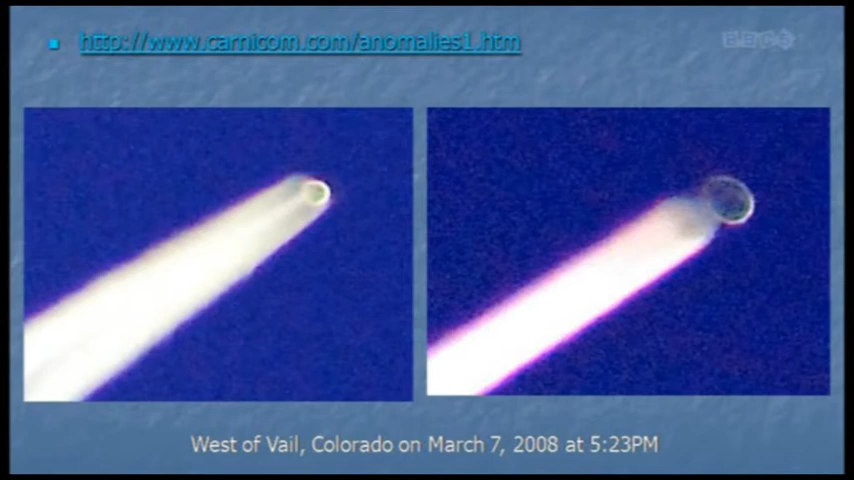 http://www.carnicom.com/anomalies1.htm
West of Vail, Colorado on March 7, 2008 at 5:23PM